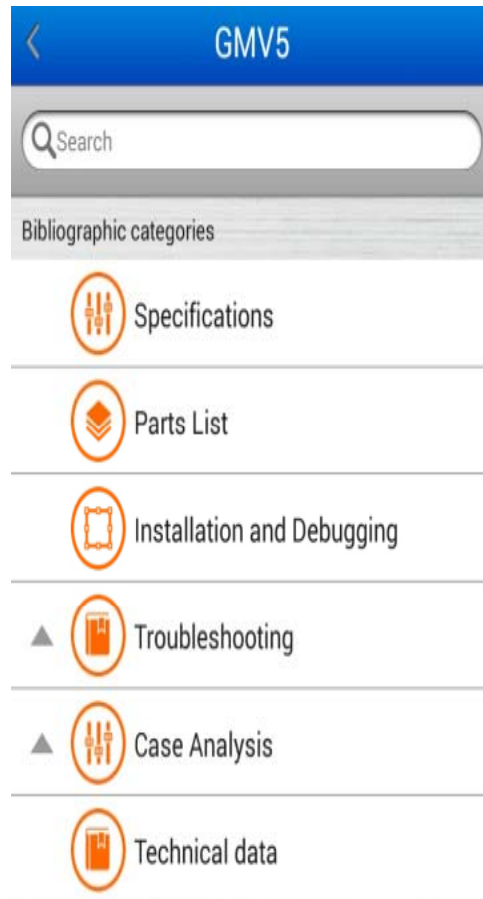 GMV5
Search
Bibliographic categories
Specifications
Parts List
Installation and Debugging
Troubleshooting
Case Analysis
Technical data